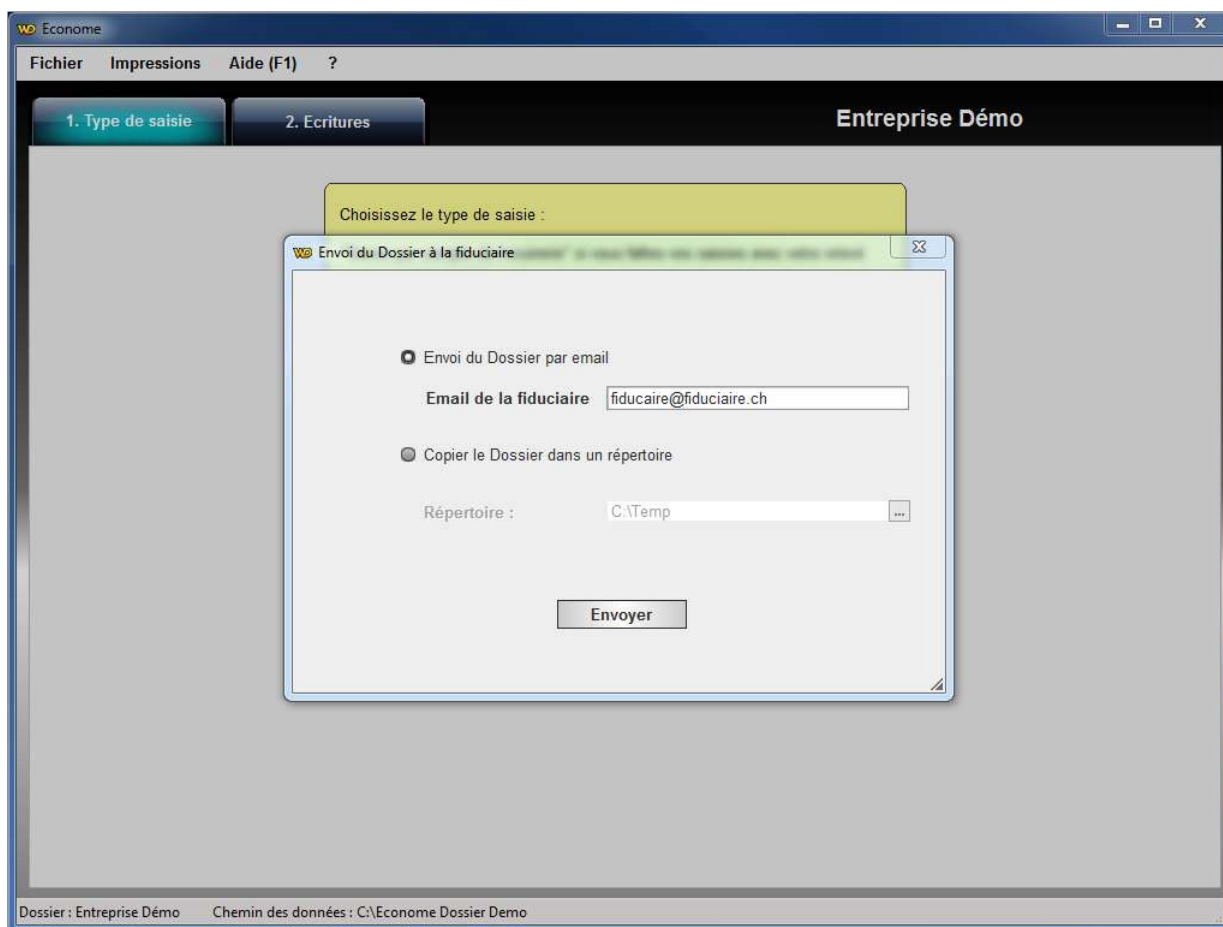 WD Econome
Fichier Impressions Aide (F1) ?
1. Type de saisie 2. Ecritures Entreprise Démo
Choisissez le type de saisie :
WD Envoi du Dossier à la fiduciaire
Envoi du Dossier par email
Email de la fiduciaire fiducaire@fiduciaire.ch
Copier le Dossier dans un répertoire
Répertoire : C:\Temp ...
Envoyer
Dossier : Entreprise Démo Chemin des données : C:\Econome Dossier Demo